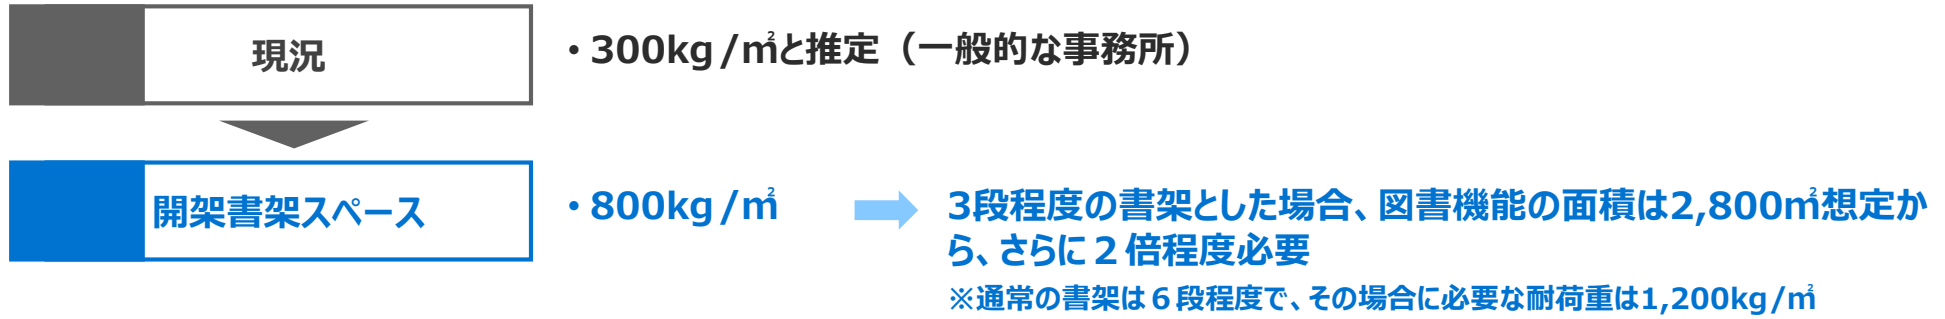 現況
・300kg/㎡と推定（一般的な事務所）
開架書架スペース
・800kg/㎡
3段程度の書架とした場合、図書機能の面積は2,800㎡想定か
ら、さらに２倍程度必要
※通常の書架は６段程度で、その場合に必要な耐荷重は1,200kg/㎡